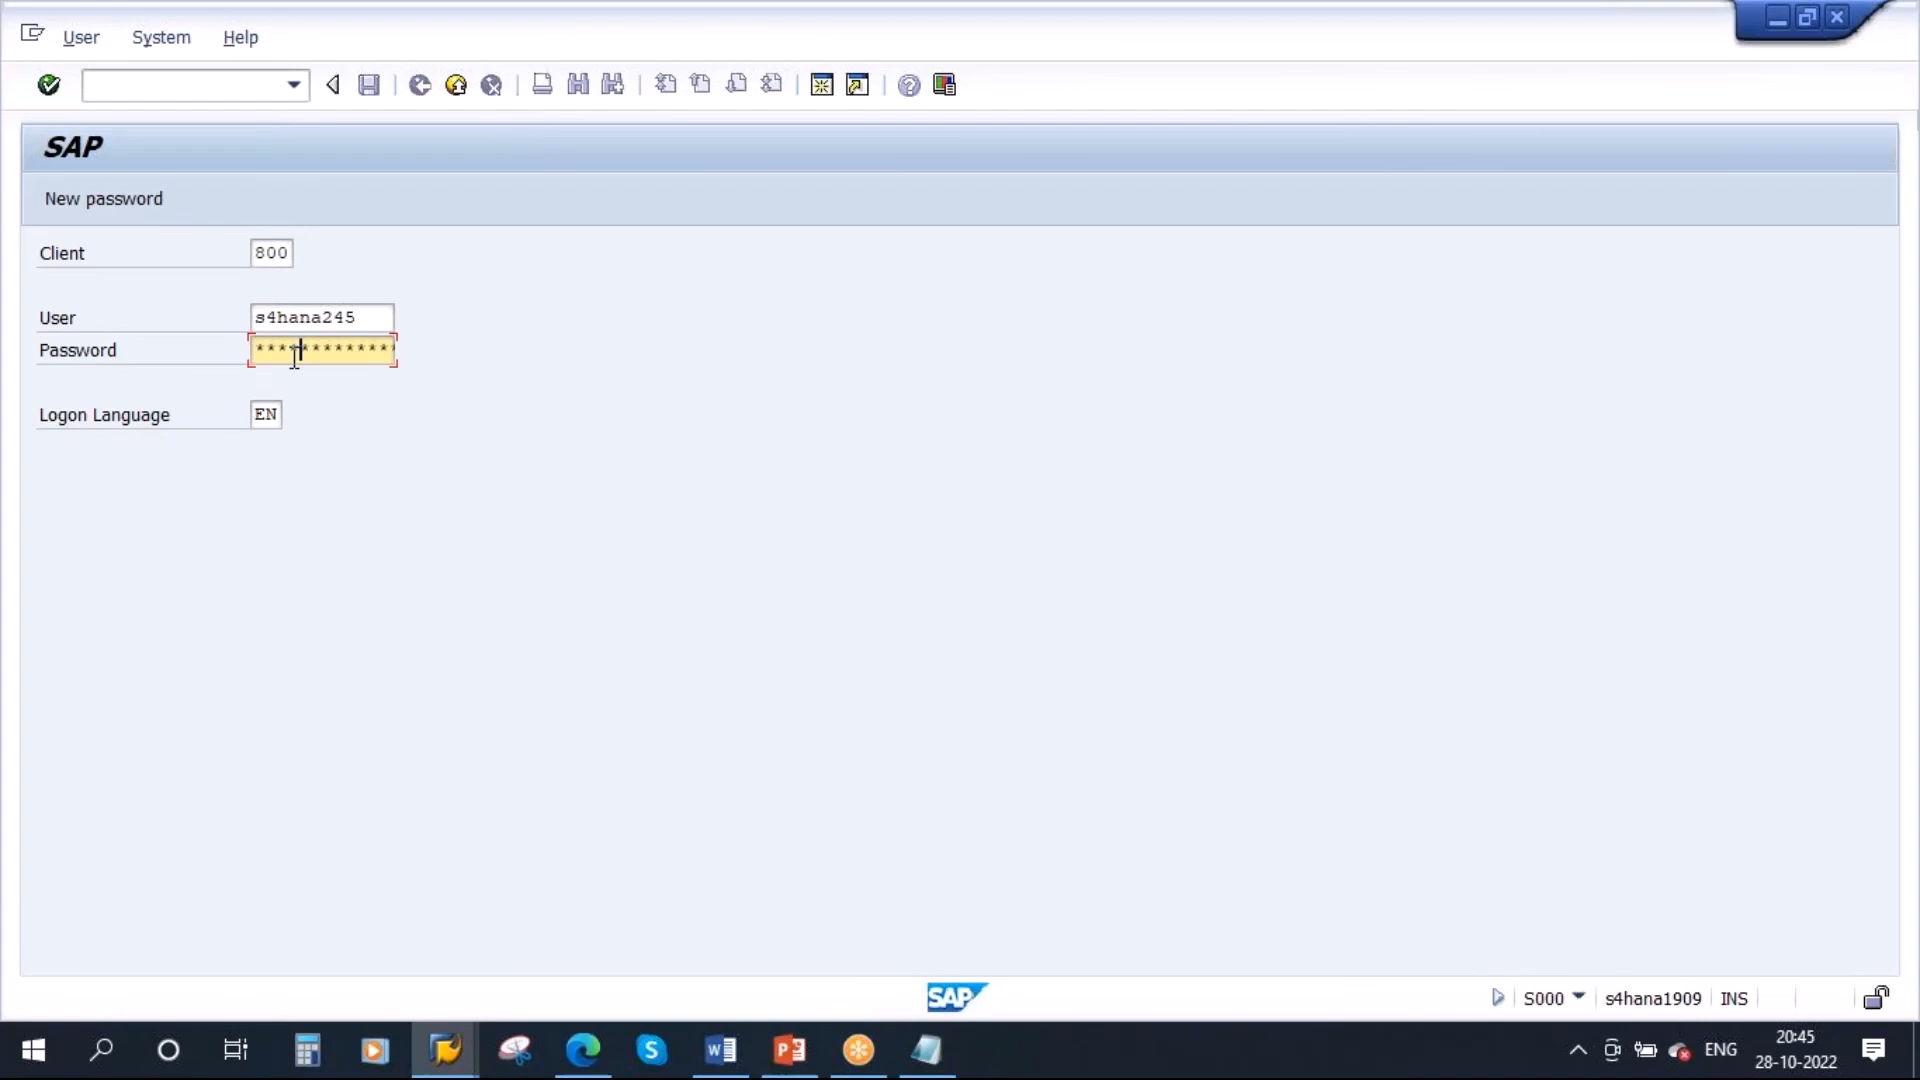 User System Help
SAP
New password
Client 800
User s4hana245
Password *************
Logon Language EN
SAP S000 s4hana1909 INS
20:45
ENG
28-10-2022